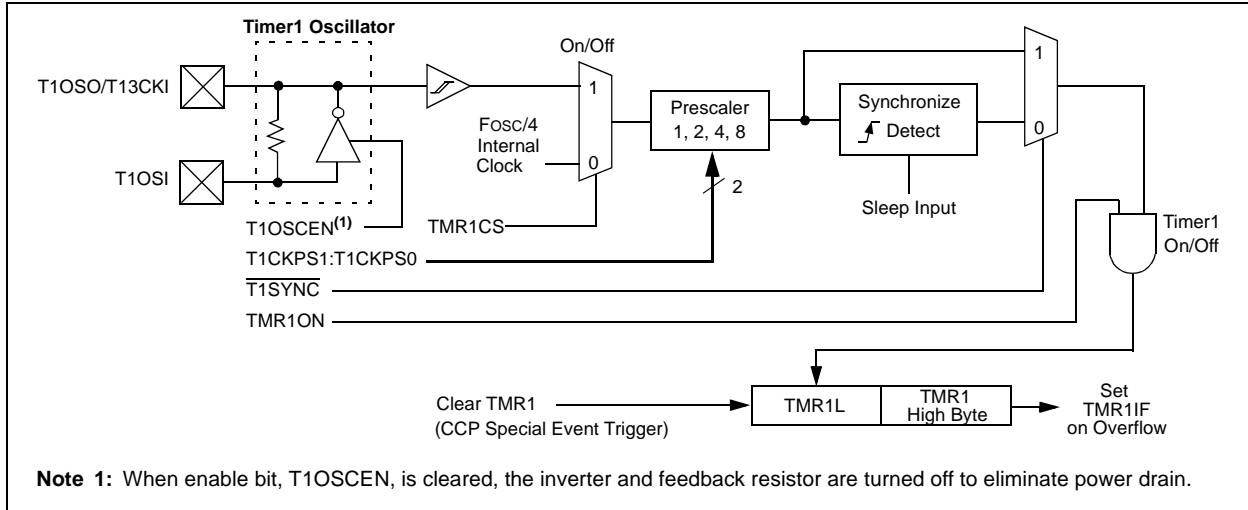 Timer1 Oscillator
On/Off
T1OSO/T13CKI
1
1
FOSC/4
Internal
Clock
Prescaler
1, 2, 4, 8
Synchronize
Detect
0
0
T1OSI
2
Sleep Input
T1OSCEN(1)
TMR1CS
Timer1
On/Off
T1CKPS1:T1CKPS0
T1SYNC
TMR1ON
Clear TMR1
(CCP Special Event Trigger)
TMR1L
TMR1
High Byte
Set
TMR1IF
on Overflow
Note 1: When enable bit, T1OSCEN, is cleared, the inverter and feedback resistor are turned off to eliminate power drain.